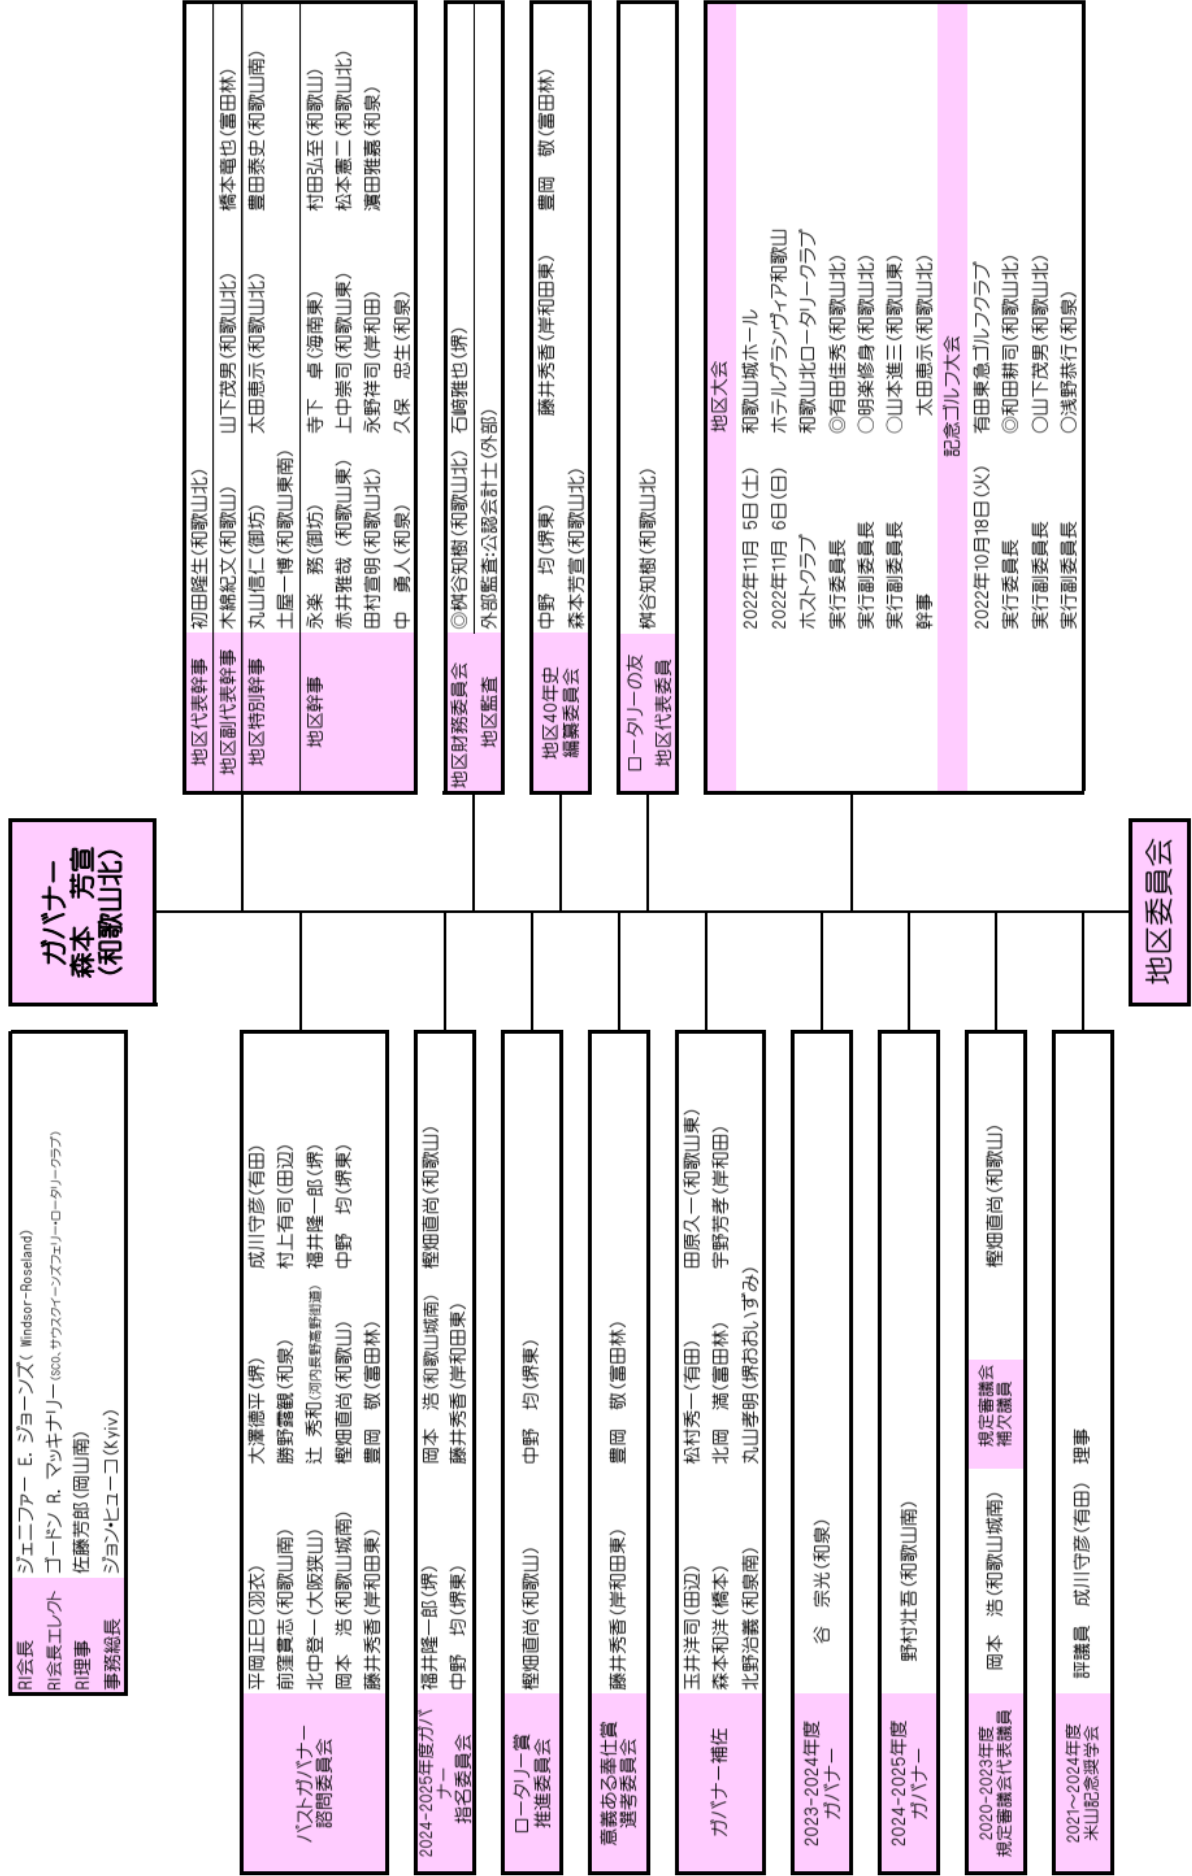 RI会長 ジェニファー E. ジョーンズ( Windsor-Roseland)
RI会長エレクト ゴードン R. マッキナリー(SCO、サウスクイーンズフェリー・ロータリークラブ)
RI理事 佐藤芳郎(岡山南)
事務総長 ジョン・ヒューコ(Kyiv)
ガバナー
森本 芳宣
(和歌山北)
パストガバナー
諮問委員会
平岡正巳(羽衣) 大澤德平(堺) 成川守彦(有田)
前窪貫志(和歌山南) 勝野露観(和泉) 村上有司(田辺)
北中登一(大阪狭山) 辻 秀和(河内長野高野街道) 福井隆一郎(堺)
岡本 浩(和歌山城南) 樫畑直尚(和歌山) 中野 均(堺東)
藤井秀香(岸和田東) 豊岡 敬(富田林)
2024-2025年度ガバ
ナー
指名委員会
福井隆一郎(堺) 岡本 浩(和歌山城南) 樫畑直尚(和歌山)
中野 均(堺東) 藤井秀香(岸和田東)
ロータリー賞
推進委員会
樫畑直尚(和歌山) 中野 均(堺東)
意義ある奉仕賞
選考委員会
藤井秀香(岸和田東) 豊岡 敬(富田林)
ガバナー補佐
玉井洋司(田辺) 松村秀一(有田) 田原久一(和歌山東)
森本和洋(橋本) 北岡 満(富田林) 宇野芳孝(岸和田)
北野治義(和泉南) 丸山孝明(堺おおいずみ)
2023-2024年度
ガバナー
谷 宗光(和泉)
2024-2025年度
ガバナー
野村壮吾(和歌山南)
2020-2023年度
規定審議会代表議員
岡本 浩(和歌山城南)
規定審議会
補欠議員
樫畑直尚(和歌山)
2021~2024年度
米山記念奨学会
評議員 成川守彦(有田) 理事
地区代表幹事 初田隆生(和歌山北)
地区副代表幹事 木綿紀文(和歌山) 山下茂男(和歌山北) 橋本竜也(富田林)
地区特別幹事 丸山信仁(御坊) 太田恵示(和歌山北) 豊田泰史(和歌山南)
土屋一博(和歌山東南)
地区幹事 永楽 務(御坊) 寺下 卓(海南東) 村田弘至(和歌山)
赤井雅哉 (和歌山東) 上中崇司(和歌山東) 松本憲二(和歌山北)
田村宣明(和歌山北) 永野祥司(岸和田) 濵田雅嘉(和泉)
中 勇人(和泉) 久保 忠生(和泉)
地区財務委員会 ◎桝谷知樹(和歌山北) 石﨑雅也(堺)
地区監査 外部監査:公認会計士(外部)
地区40年史
編纂委員会
中野 均(堺東) 藤井秀香(岸和田東) 豊岡 敬(富田林)
森本芳宣(和歌山北)
ロータリーの友
地区代表委員
桝谷知樹(和歌山北)
地区大会
2022年11月 5日(土) 和歌山城ホール
2022年11月 6日(日) ホテルグランヴィア和歌山
ホストクラブ 和歌山北ロータリークラブ
実行委員長 ◎有田佳秀(和歌山北)
実行副委員長 ○明楽修身(和歌山北)
実行副委員長 ○山本進三(和歌山東)
幹事 太田恵示(和歌山北)
記念ゴルフ大会
2022年10月18日(火) 有田東急ゴルフクラブ
実行委員長 ◎和田耕司(和歌山北)
実行副委員長 ○山下茂男(和歌山北)
実行副委員長 ○浅野恭行(和泉)
地区委員会